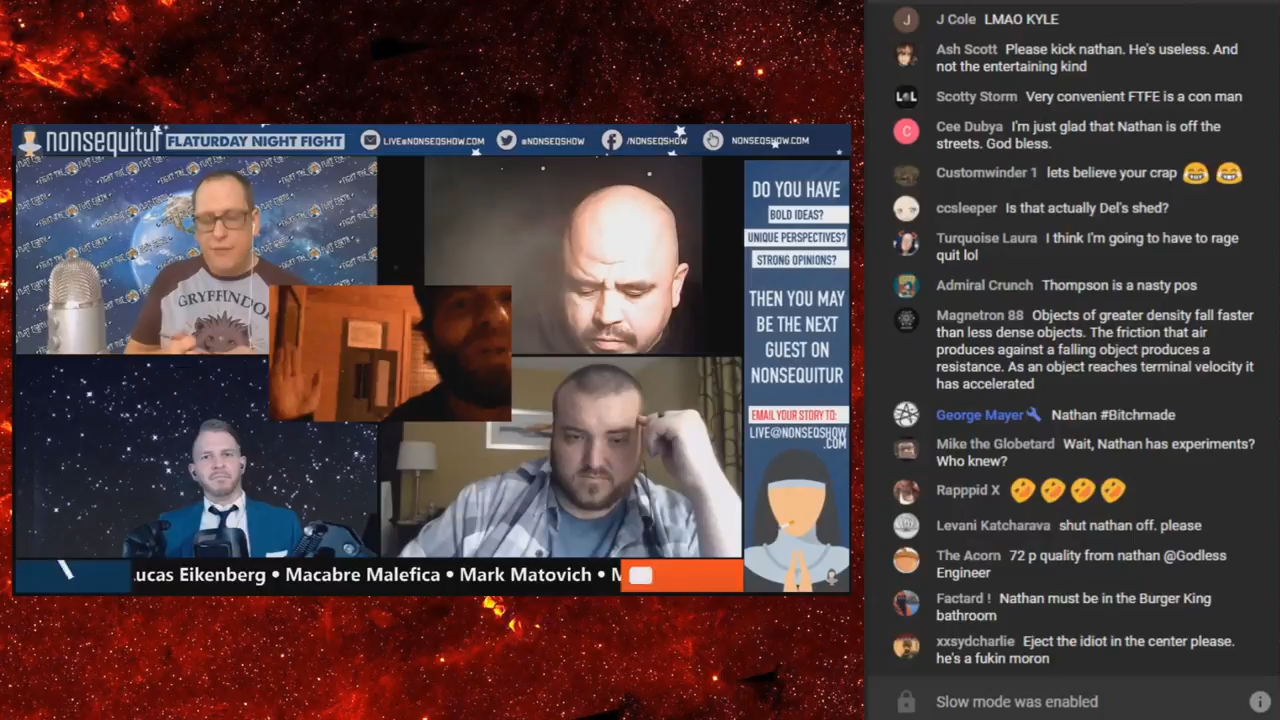 nonsequitur
FLATURDAY NIGHT FIGHT
LIVE@NONSEQSHOW.COM
@NONSEQSHOW
/NONSEQSHOW
NONSEQSHOW.COM
GRYFFINDO
DO YOU HAVE
BOLD IDEAS?
UNIQUE PERSPECTIVES?
STRONG OPINIONS?
THEN YOU MAY
BE THE NEXT
GUEST ON
NONSEQUITUR
EMAIL YOUR STORY TO:
LIVE@NONSEQSHOW
.COM
ucas Eikenberg • Macabre Malefica • Mark Matovich •
J
J Cole LMAO KYLE
Ash Scott Please kick nathan. He's useless. And
not the entertaining kind
LOL
Scotty Storm Very convenient FTFE is a con man
C
Cee Dubya I'm just glad that Nathan is off the
streets. God bless.
Customwinder 1 lets believe your crap 😂 😂
ccsleeper Is that actually Del's shed?
Turquoise Laura I think I'm going to have to rage
quit lol
Admiral Crunch Thompson is a nasty pos
Magnetron 88 Objects of greater density fall faster
than less dense objects. The friction that air
produces against a falling object produces a
resistance. As an object reaches terminal velocity it
has accelerated
George Mayer Nathan #Bitchmade
Mike the Globetard Wait, Nathan has experiments?
Who knew?
Rapppid X 🤣 🤣 🤣 🤣
Levani Katcharava shut nathan off. please
The Acorn 72 p quality from nathan @Godless
Engineer
Factard ! Nathan must be in the Burger King
bathroom
xxsydcharlie Eject the idiot in the center please.
he's a fukin moron
Slow mode was enabled